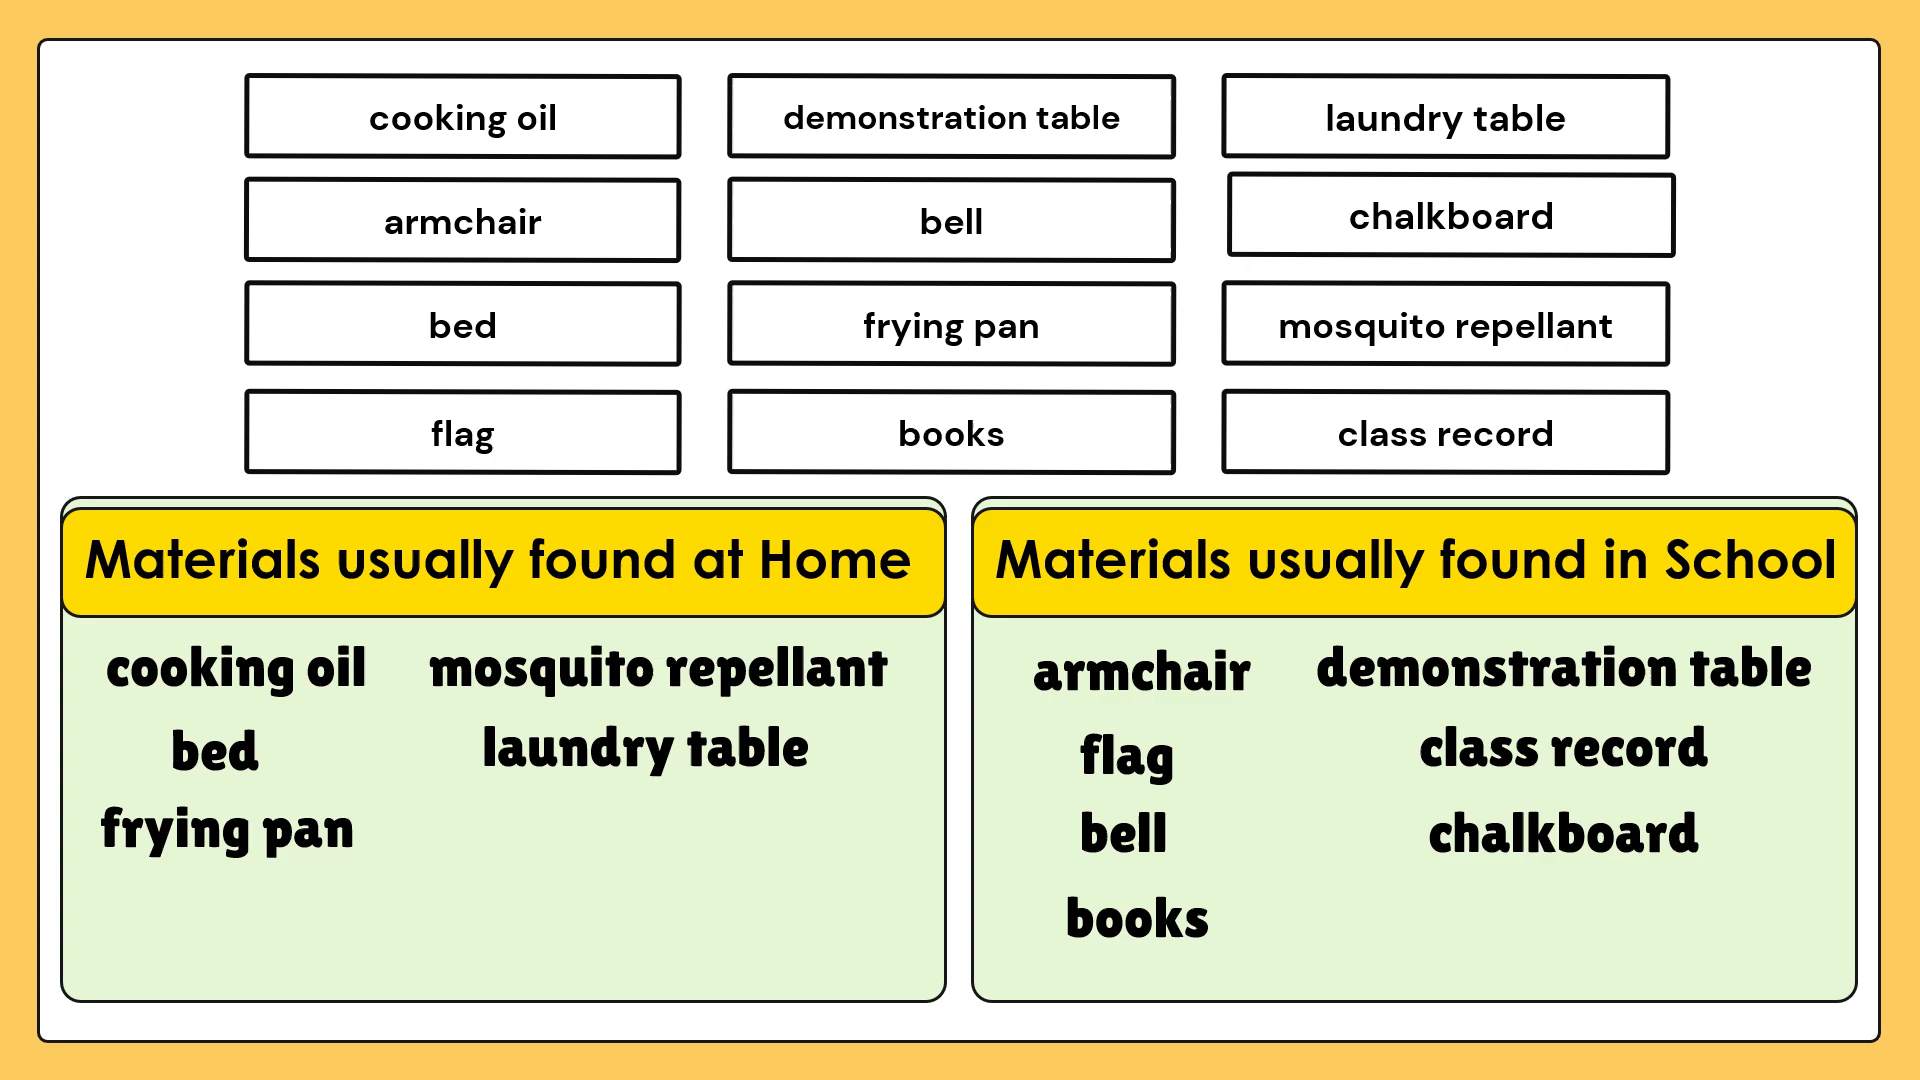 cooking oil
demonstration table
laundry table
armchair
bell
chalkboard
bed
frying pan
mosquito repellant
flag
books
class record
Materials usually found at Home
cooking oil
mosquito repellant
bed
laundry table
frying pan
Materials usually found in School
armchair
demonstration table
flag
class record
bell
chalkboard
books